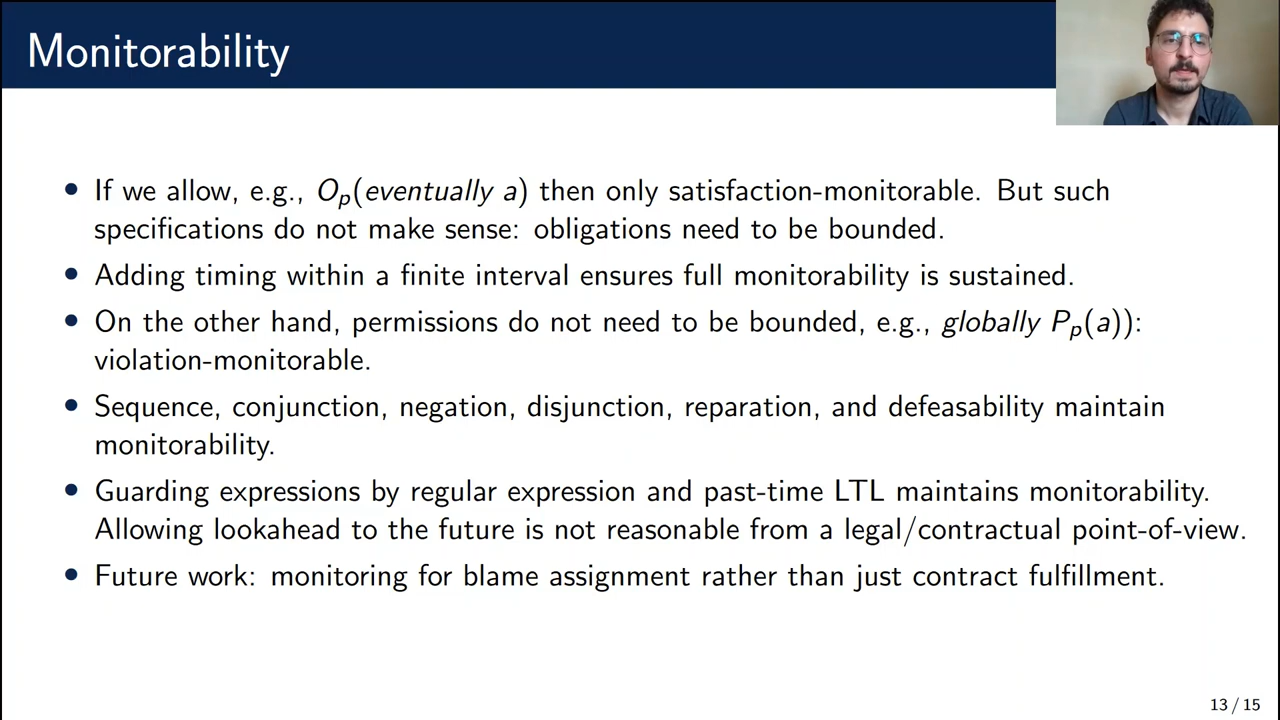 Monitorability
• If we allow, e.g., Oₚ(eventually a) then only satisfaction-monitorable. But such
specifications do not make sense: obligations need to be bounded.
• Adding timing within a finite interval ensures full monitorability is sustained.
• On the other hand, permissions do not need to be bounded, e.g., globally Pₚ(a)):
violation-monitorable.
• Sequence, conjunction, negation, disjunction, reparation, and defeasability maintain
monitorability.
• Guarding expressions by regular expression and past-time LTL maintains monitorability.
Allowing lookahead to the future is not reasonable from a legal/contractual point-of-view.
• Future work: monitoring for blame assignment rather than just contract fulfillment.
13 / 15